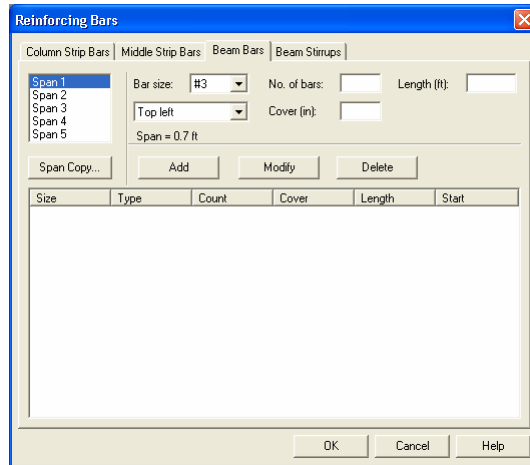 Reinforcing Bars
Column Strip Bars Middle Strip Bars Beam Bars Beam Stirrups
Span 1
Span 2
Span 3
Span 4
Span 5
Bar size: #3 No. of bars: Length (ft):
Top left Cover (in):
Span = 0.7 ft
Span Copy... Add Modify Delete
Size Type Count Cover Length Start
OK Cancel Help